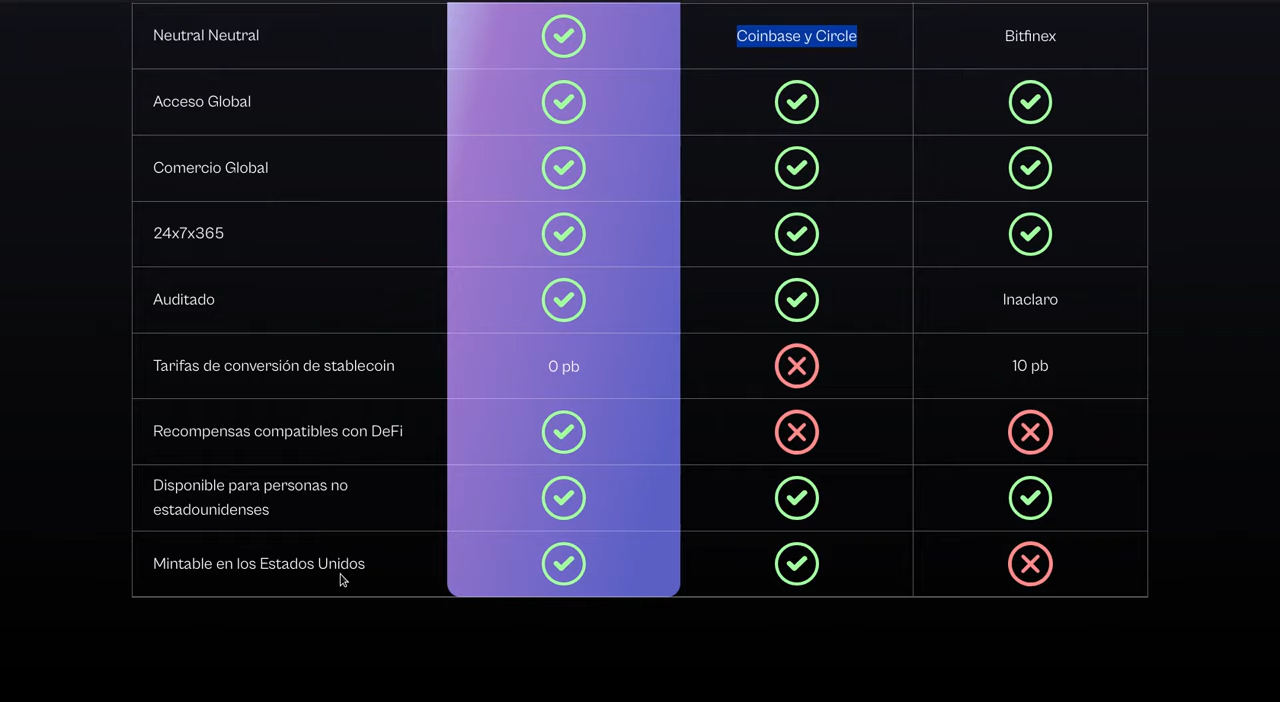 Neutral Neutral
Coinbase y Circle
Bitfinex
Acceso Global
Comercio Global
24x7x365
Auditado
Inaclaro
Tarifas de conversión de stablecoin
0 pb
10 pb
Recompensas compatibles con DeFi
Disponible para personas no
estadounidenses
Mintable en los Estados Unidos